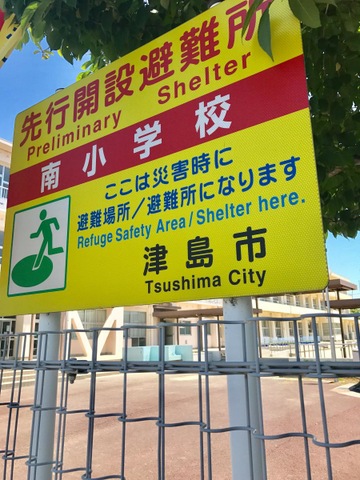 先行開設避難所
Preliminary Shelter
南小学校
ここは災害時に
避難場所/避難所になります
Refuge Safety Area/Shelter here.
津島市
Tsushima City